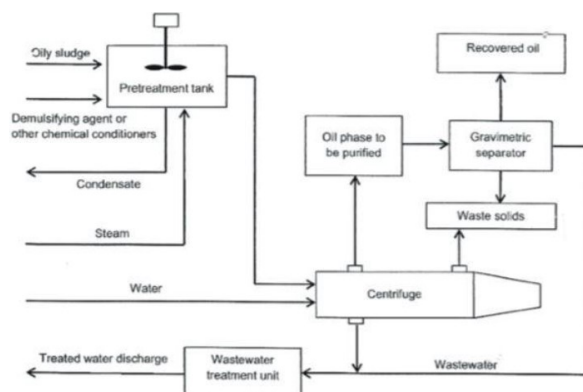 Oily sludge
Pretreatment tank
Demulsifying agent or
other chemical conditioners
Condensate
Steam
Water
Recovered oil
Oil phase to
be purified
Gravimetric
separator
Waste solids
Centrifuge
Treated water discharge
Wastewater
treatment unit
Wastewater